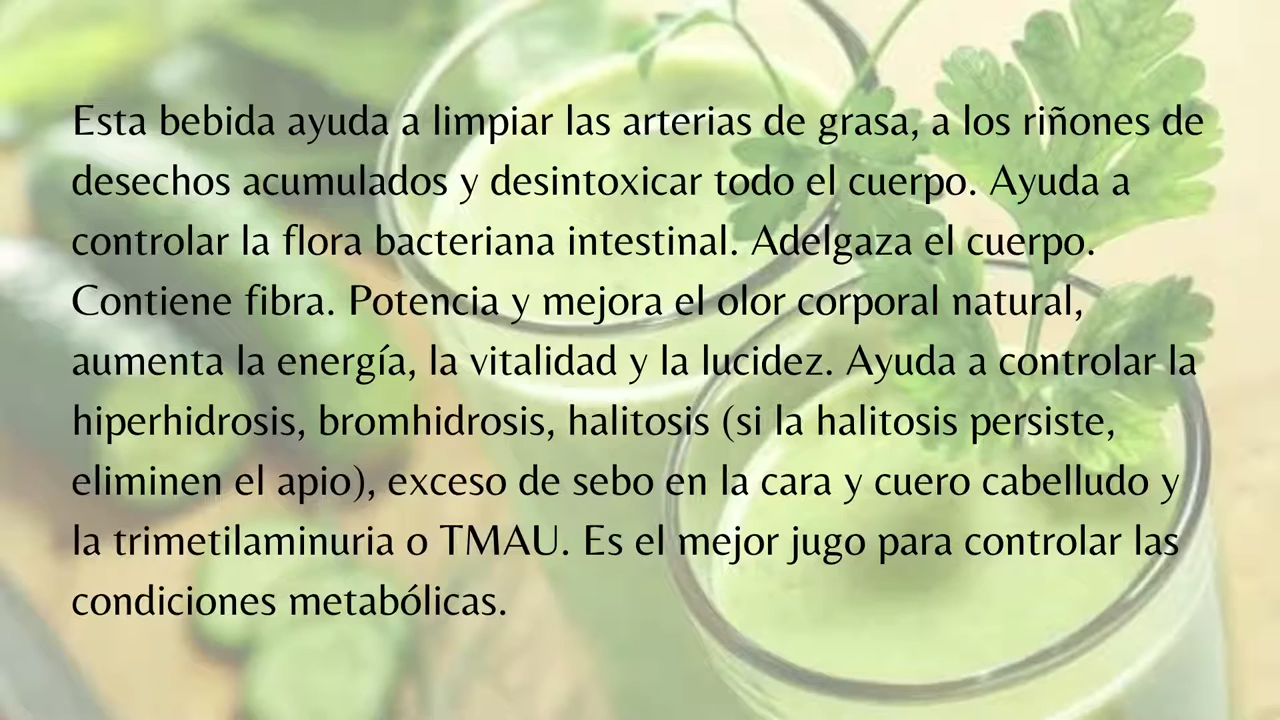 Esta bebida ayuda a limpiar las arterias de grasa, a los riñones de
desechos acumulados y desintoxicar todo el cuerpo. Ayuda a
controlar la flora bacteriana intestinal. Adelgaza el cuerpo.
Contiene fibra. Potencia y mejora el olor corporal natural,
aumenta la energía, la vitalidad y la lucidez. Ayuda a controlar la
hiperhidrosis, bromhidrosis, halitosis (si la halitosis persiste,
eliminen el apio), exceso de sebo en la cara y cuero cabelludo y
la trimetilaminuria o TMAU. Es el mejor jugo para controlar las
condiciones metabólicas.